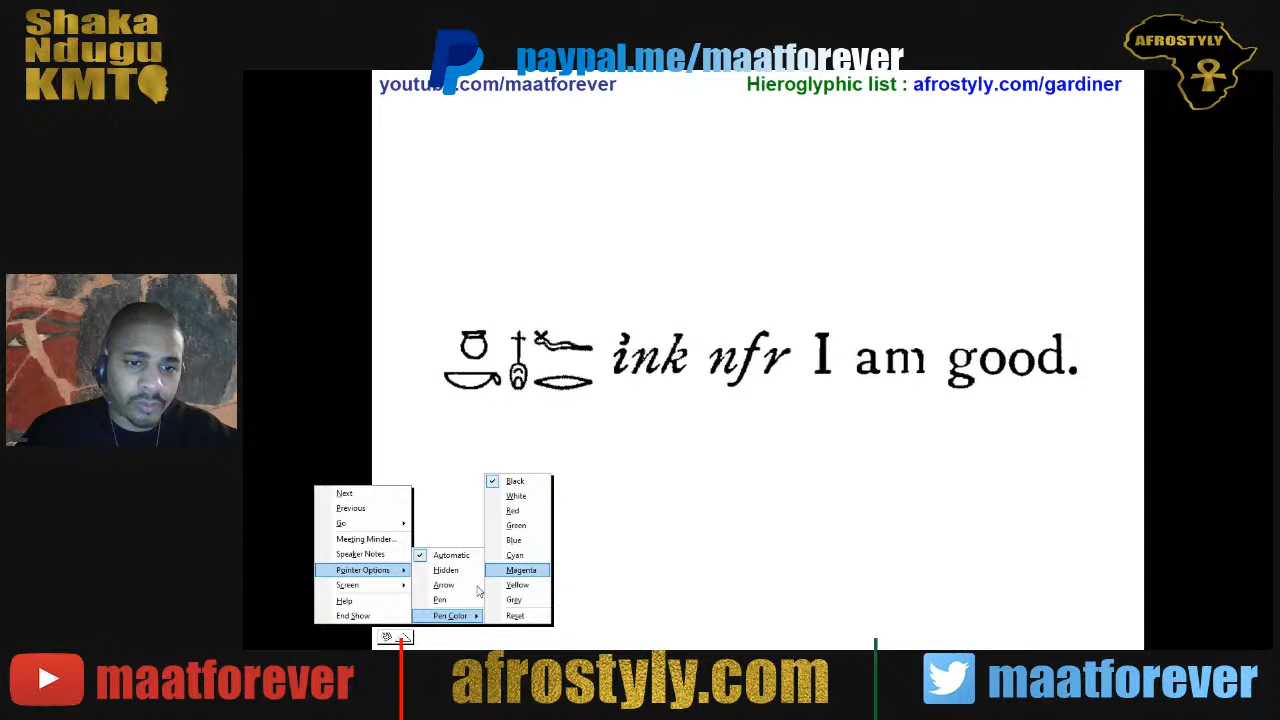 Shaka
Ndugu
KMT
paypal.me/maatforever
AFROSTYLY
youtube.com/maatforever
Hieroglyphic list : afrostyly.com/gardiner
ỉnk nfr I am good.
Next
Previous
Go
Meeting Minder...
Speaker Notes
Pointer Options
Screen
Help
End Show
Automatic
Hidden
Arrow
Pen
Pen Color
Black
White
Red
Green
Blue
Cyan
Magenta
Yellow
Grey
Reset
maatforever
afrostyly.com
maatforever